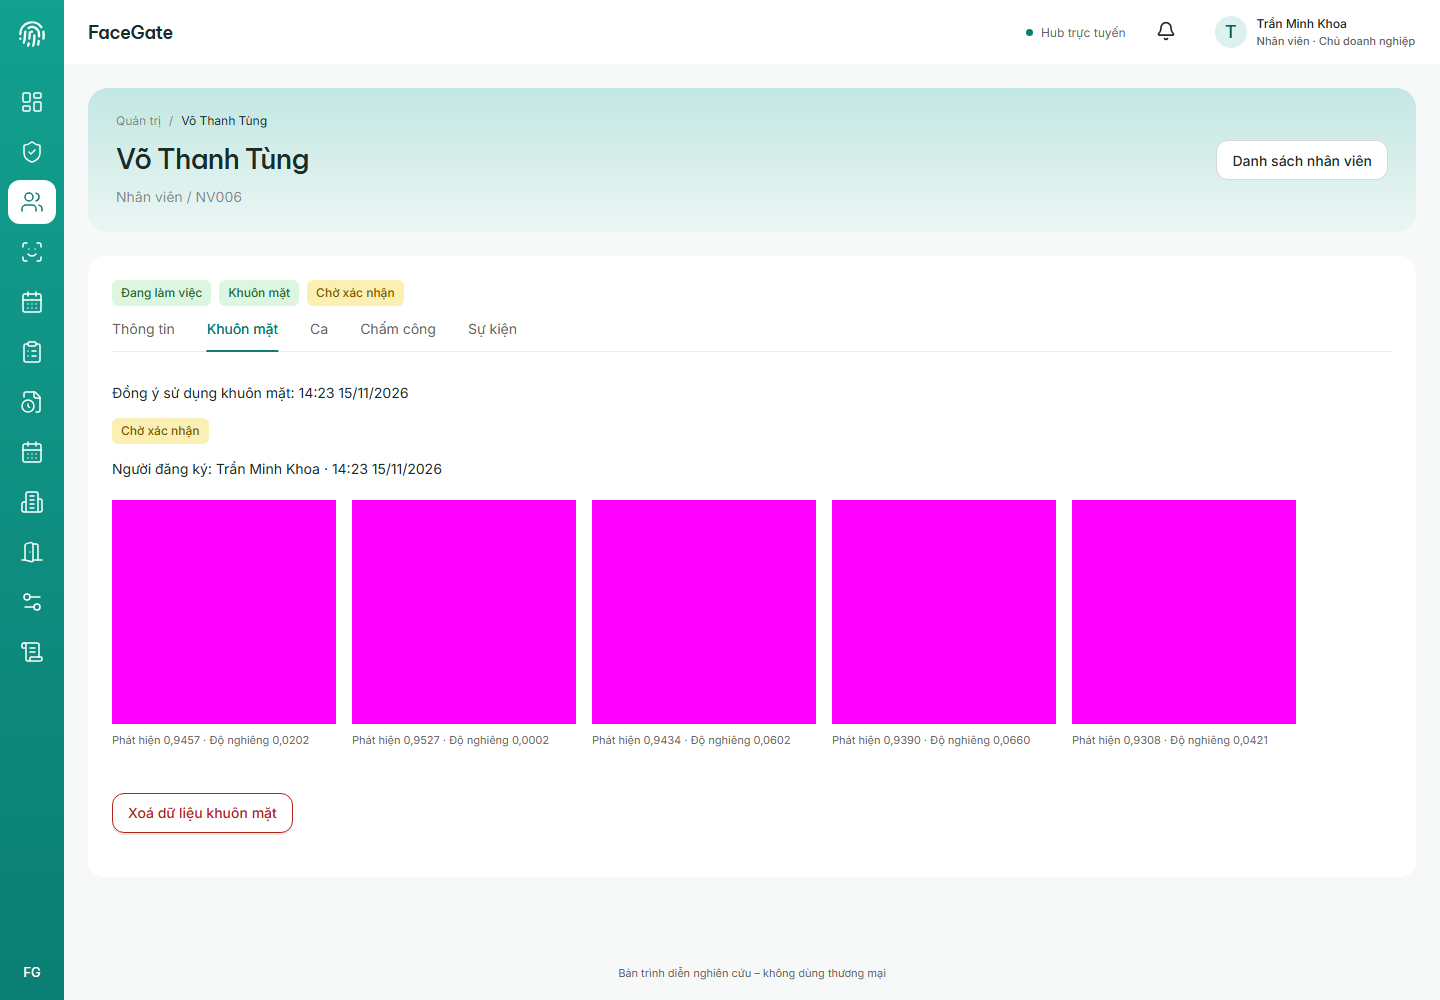 FaceGate
Hub trực tuyến
T
Trần Minh Khoa
Nhân viên · Chủ doanh nghiệp
Quản trị / Võ Thanh Tùng
Võ Thanh Tùng
Nhân viên / NV006
Danh sách nhân viên
Đang làm việc Khuôn mặt Chờ xác nhận
Thông tin Khuôn mặt Ca Chấm công Sự kiện
Đồng ý sử dụng khuôn mặt: 14:23 15/11/2026
Chờ xác nhận
Người đăng ký: Trần Minh Khoa · 14:23 15/11/2026
Phát hiện 0,9457 · Độ nghiêng 0,0202
Phát hiện 0,9527 · Độ nghiêng 0,0002
Phát hiện 0,9434 · Độ nghiêng 0,0602
Phát hiện 0,9390 · Độ nghiêng 0,0660
Phát hiện 0,9308 · Độ nghiêng 0,0421
Xoá dữ liệu khuôn mặt
FG
Bản trình diễn nghiên cứu – không dùng thương mại